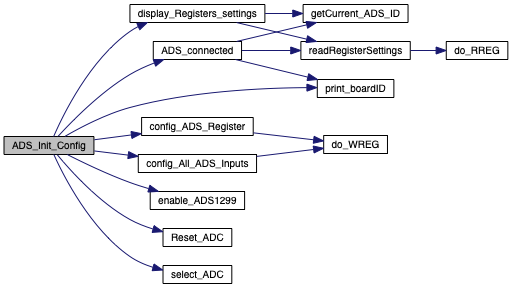 display_Registers_settings
getCurrent_ADS_ID
ADS_connected
readRegisterSettings
do_RREG
print_boardID
config_ADS_Register
ADS_Init_Config
do_WREG
config_All_ADS_Inputs
enable_ADS1299
Reset_ADC
select_ADC